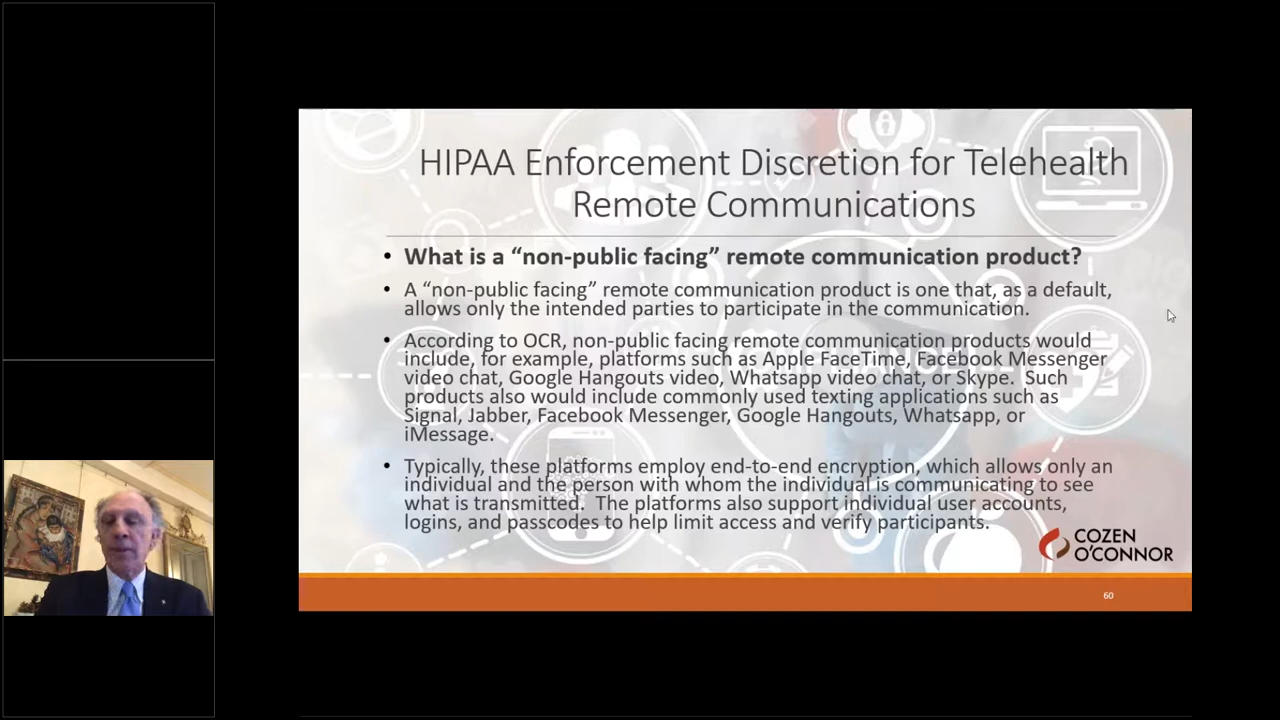 HIPAA Enforcement Discretion for Telehealth
Remote Communications
• What is a “non-public facing” remote communication product?
• A “non-public facing” remote communication product is one that, as a default,
allows only the intended parties to participate in the communication.
• According to OCR, non-public facing remote communication products would
include, for example, platforms such as Apple FaceTime, Facebook Messenger
video chat, Google Hangouts video, Whatsapp video chat, or Skype.  Such
products also would include commonly used texting applications such as
Signal, Jabber, Facebook Messenger, Google Hangouts, Whatsapp, or
iMessage.
• Typically, these platforms employ end-to-end encryption, which allows only an
individual and the person with whom the individual is communicating to see
what is transmitted.  The platforms also support individual user accounts,
logins, and passcodes to help limit access and verify participants.
COZEN
O’CONNOR
60